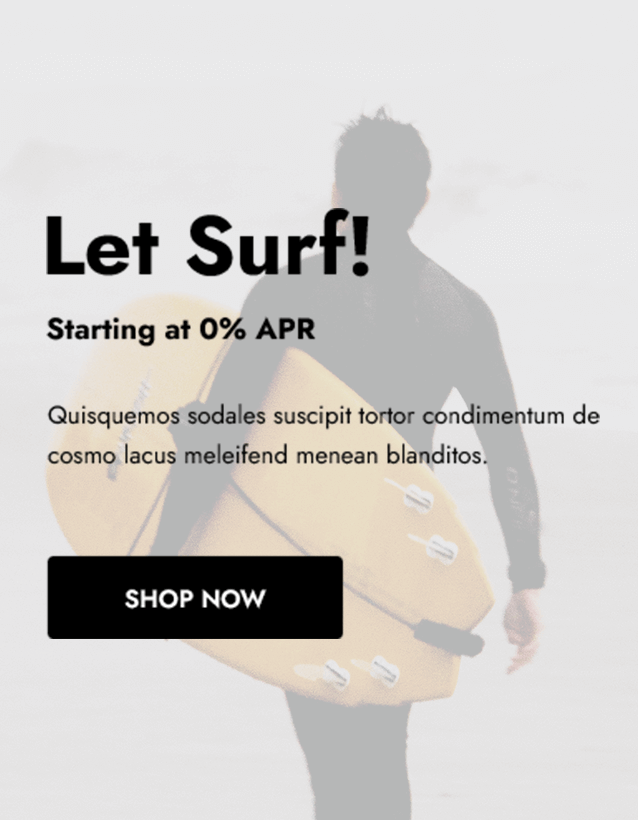 Let Surf!
Starting at 0% APR
Quisquemos sodales suscipit tortor condimentum de
cosmo lacus meleifend menean blanditos.
SHOP NOW